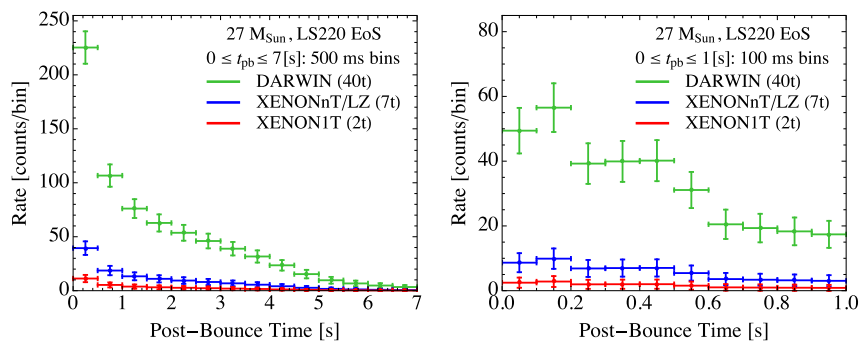 27 M_Sun, LS220 EoS
0 ≤ t_pb ≤ 7[s]: 500 ms bins
DARWIN (40t)
XENONnT/LZ (7t)
XENON1T (2t)
Rate [counts/bin]
250
200
150
100
50
0
0 1 2 3 4 5 6 7
Post−Bounce Time [s]
27 M_Sun, LS220 EoS
0 ≤ t_pb ≤ 1[s]: 100 ms bins
DARWIN (40t)
XENONnT/LZ (7t)
XENON1T (2t)
Rate [counts/bin]
80
60
40
20
0
0.0 0.2 0.4 0.6 0.8 1.0
Post−Bounce Time [s]